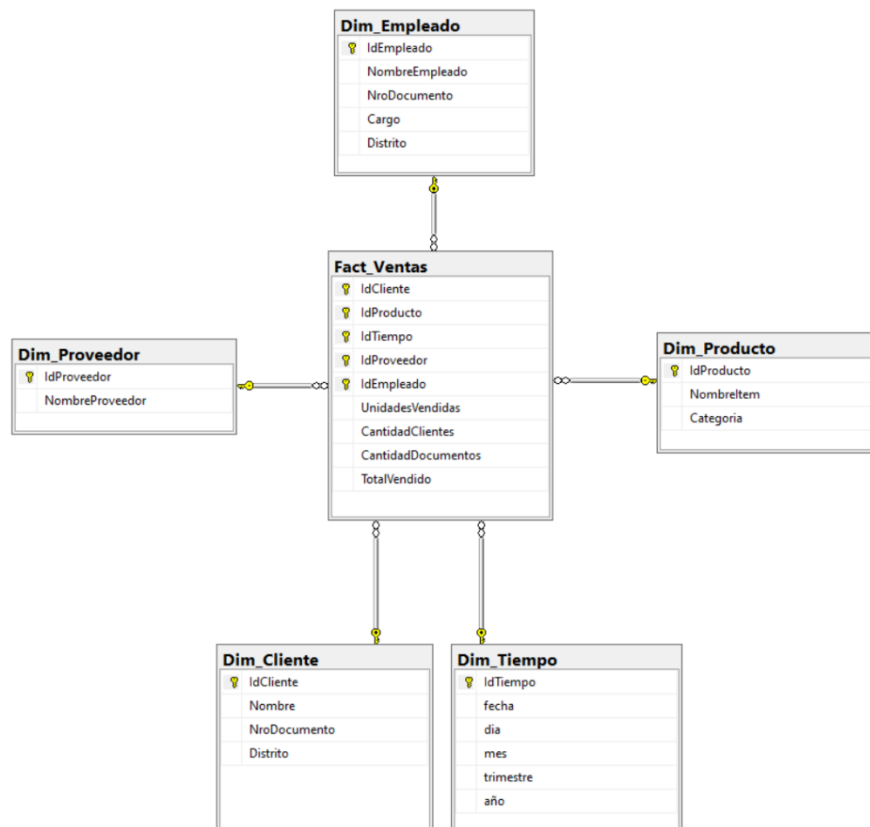 Dim_Empleado
IdEmpleado
NombreEmpleado
NroDocumento
Cargo
Distrito
Fact_Ventas
IdCliente
IdProducto
IdTiempo
IdProveedor
IdEmpleado
UnidadesVendidas
CantidadClientes
CantidadDocumentos
TotalVendido
Dim_Proveedor
IdProveedor
NombreProveedor
Dim_Producto
IdProducto
NombreItem
Categoria
Dim_Cliente
IdCliente
Nombre
NroDocumento
Distrito
Dim_Tiempo
IdTiempo
fecha
dia
mes
trimestre
año